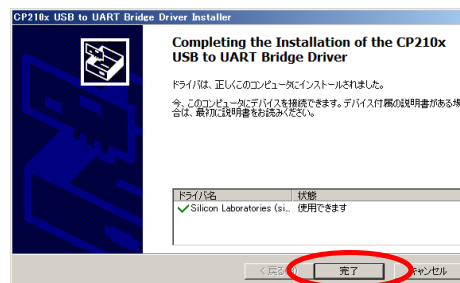 CP210x USB to UART Bridge Driver Installer
Completing the Installation of the CP210x
USB to UART Bridge Driver
ドライバは、正しくこのコンピュータにインストールされました。
今、このコンピュータにデバイスを接続できます。デバイス付属の説明書がある場
合は、最初に説明書をお読みください。
ドライバ名 状態
Silicon Laboratories (si... 使用できます
< 戻る 完了 キャンセル